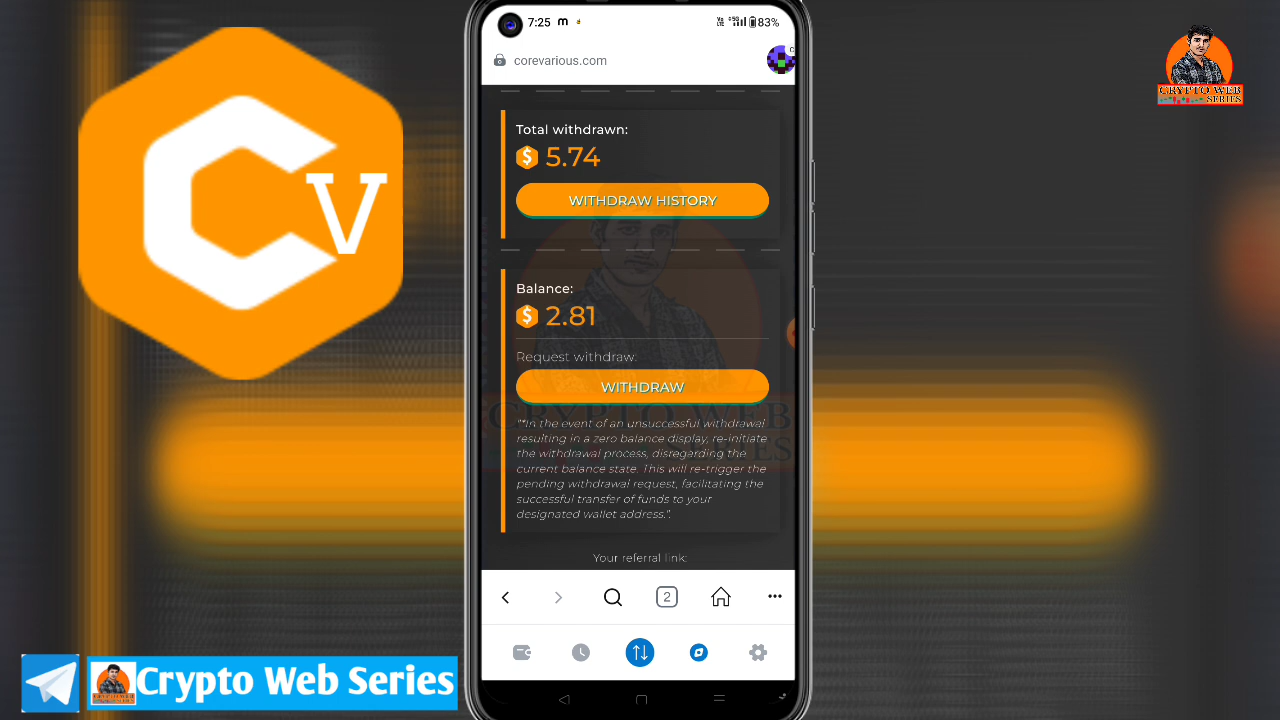 7:25
83%
corevarious.com
CRYPTO WEB
SERIES
V
Total withdrawn:
$ 5.74
WITHDRAW HISTORY
Balance:
$ 2.81
Request withdraw:
WITHDRAW
"*In the event of an unsuccessful withdrawal
resulting in a zero balance display, re-initiate
the withdrawal process, disregarding the
current balance state. This will re-trigger the
pending withdrawal request, facilitating the
successful transfer of funds to your
designated wallet address.".
CRYPTO WEB
SERIES
Your referral link:
2
Crypto Web Series